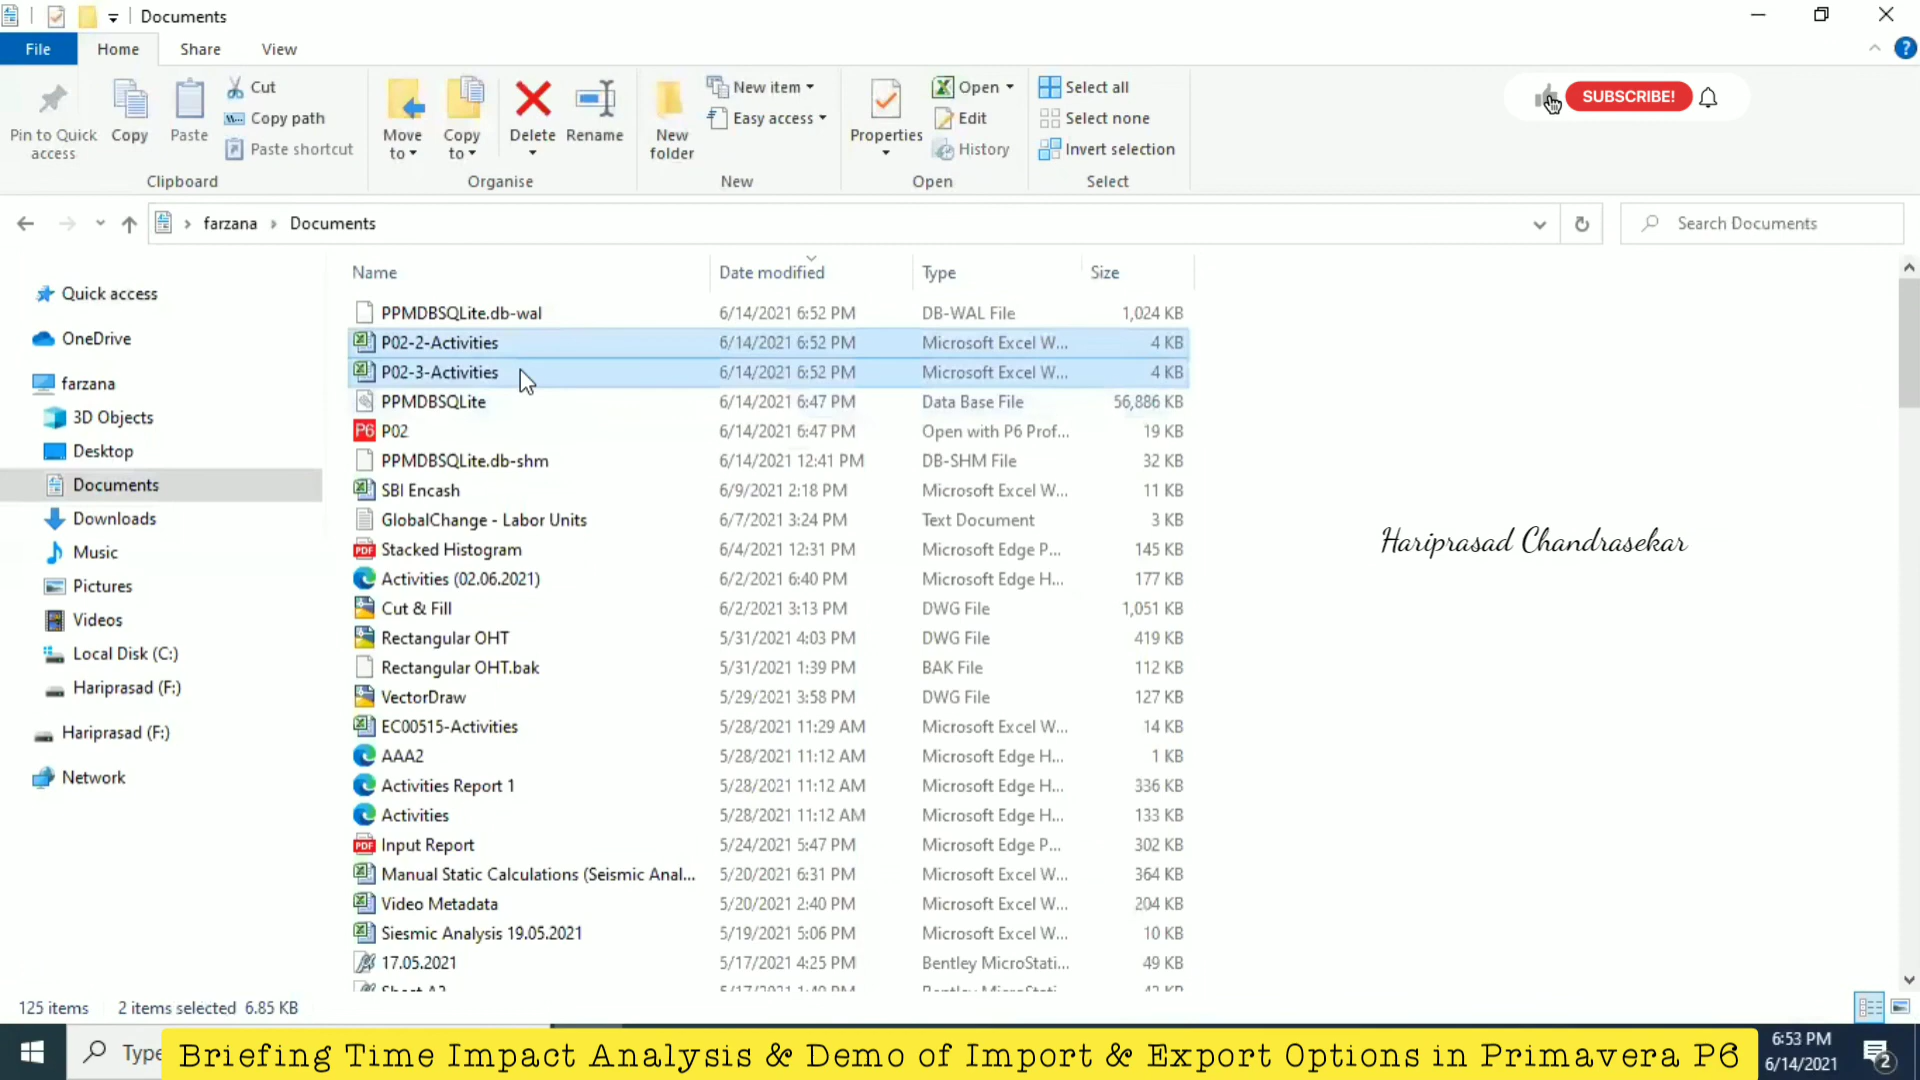 Documents
File Home Share View
Pin to Quick access
Copy
Paste
Cut
Copy path
Paste shortcut
Clipboard
Move to
Copy to
Delete
Rename
Organise
New folder
New item
Easy access
New
Properties
Open
Edit
History
Open
Select all
Select none
Invert selection
Select
SUBSCRIBE!
farzana Documents
Search Documents
Quick access
OneDrive
farzana
3D Objects
Desktop
Documents
Downloads
Music
Pictures
Videos
Local Disk (C:)
Hariprasad (F:)
Hariprasad (F:)
Network
Name Date modified Type Size
PPMDBSQLite.db-wal 6/14/2021 6:52 PM DB-WAL File 1,024 KB
P02-2-Activities 6/14/2021 6:52 PM Microsoft Excel W... 4 KB
P02-3-Activities 6/14/2021 6:52 PM Microsoft Excel W... 4 KB
PPMDBSQLite 6/14/2021 6:47 PM Data Base File 56,886 KB
P6 P02 6/14/2021 6:47 PM Open with P6 Prof... 19 KB
PPMDBSQLite.db-shm 6/14/2021 12:41 PM DB-SHM File 32 KB
SBI Encash 6/9/2021 2:18 PM Microsoft Excel W... 11 KB
GlobalChange - Labor Units 6/7/2021 3:24 PM Text Document 3 KB
PDF Stacked Histogram 6/4/2021 12:31 PM Microsoft Edge P... 145 KB
Activities (02.06.2021) 6/2/2021 6:40 PM Microsoft Edge H... 177 KB
Cut & Fill 6/2/2021 3:13 PM DWG File 1,051 KB
Rectangular OHT 5/31/2021 4:03 PM DWG File 419 KB
Rectangular OHT.bak 5/31/2021 1:39 PM BAK File 112 KB
VectorDraw 5/29/2021 3:58 PM DWG File 127 KB
EC00515-Activities 5/28/2021 11:29 AM Microsoft Excel W... 14 KB
AAA2 5/28/2021 11:12 AM Microsoft Edge H... 1 KB
Activities Report 1 5/28/2021 11:12 AM Microsoft Edge H... 336 KB
Activities 5/28/2021 11:12 AM Microsoft Edge H... 133 KB
PDF Input Report 5/24/2021 5:47 PM Microsoft Edge P... 302 KB
Manual Static Calculations (Seismic Anal... 5/20/2021 6:31 PM Microsoft Excel W... 364 KB
Video Metadata 5/20/2021 2:40 PM Microsoft Excel W... 204 KB
Siesmic Analysis 19.05.2021 5/19/2021 5:06 PM Microsoft Excel W... 10 KB
17.05.2021 5/17/2021 4:25 PM Bentley MicroStati... 49 KB
Hariprasad Chandrasekar
125 items 2 items selected 6.85 KB
Type
Briefing Time Impact Analysis & Demo of Import & Export Options in Primavera P6
6:53 PM
6/14/2021
2